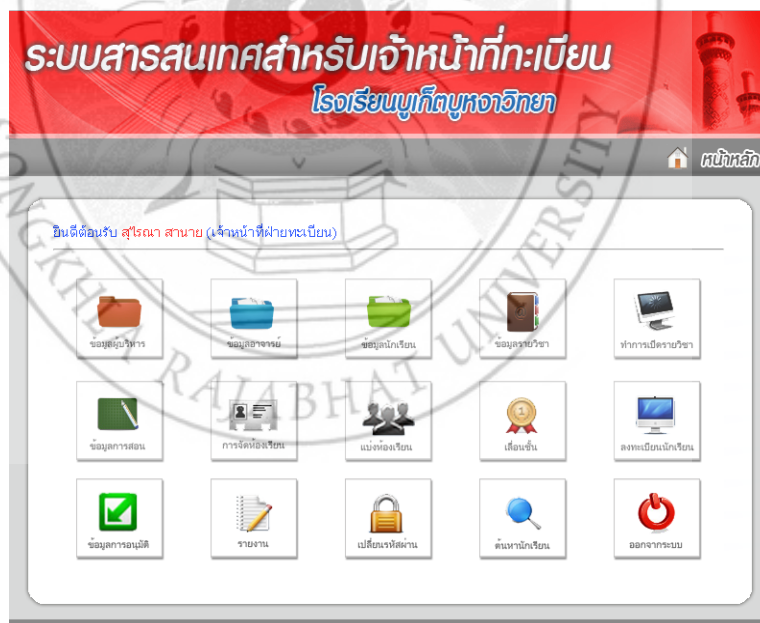 ระบบสารสนเทศสำหรับเจ้าหน้าที่ทะเบียน
โรงเรียนบูเก็ตบูหงาวิทยา
หน้าหลัก
ยินดีต้อนรับ สุไรณา สานาย (เจ้าหน้าที่ฝ่ายทะเบียน)
ข้อมูลผู้บริหาร
ข้อมูลอาจารย์
ข้อมูลนักเรียน
ข้อมูลรายวิชา
ทำการเปิดรายวิชา
ข้อมูลการสอน
การจัดห้องเรียน
แบ่งห้องเรียน
เลื่อนชั้น
ลงทะเบียนนักเรียน
ข้อมูลการอนุมัติ
รายงาน
เปลี่ยนรหัสผ่าน
ค้นหานักเรียน
ออกจากระบบ
SONGKHLA RAJABHAT UNIVERSITY